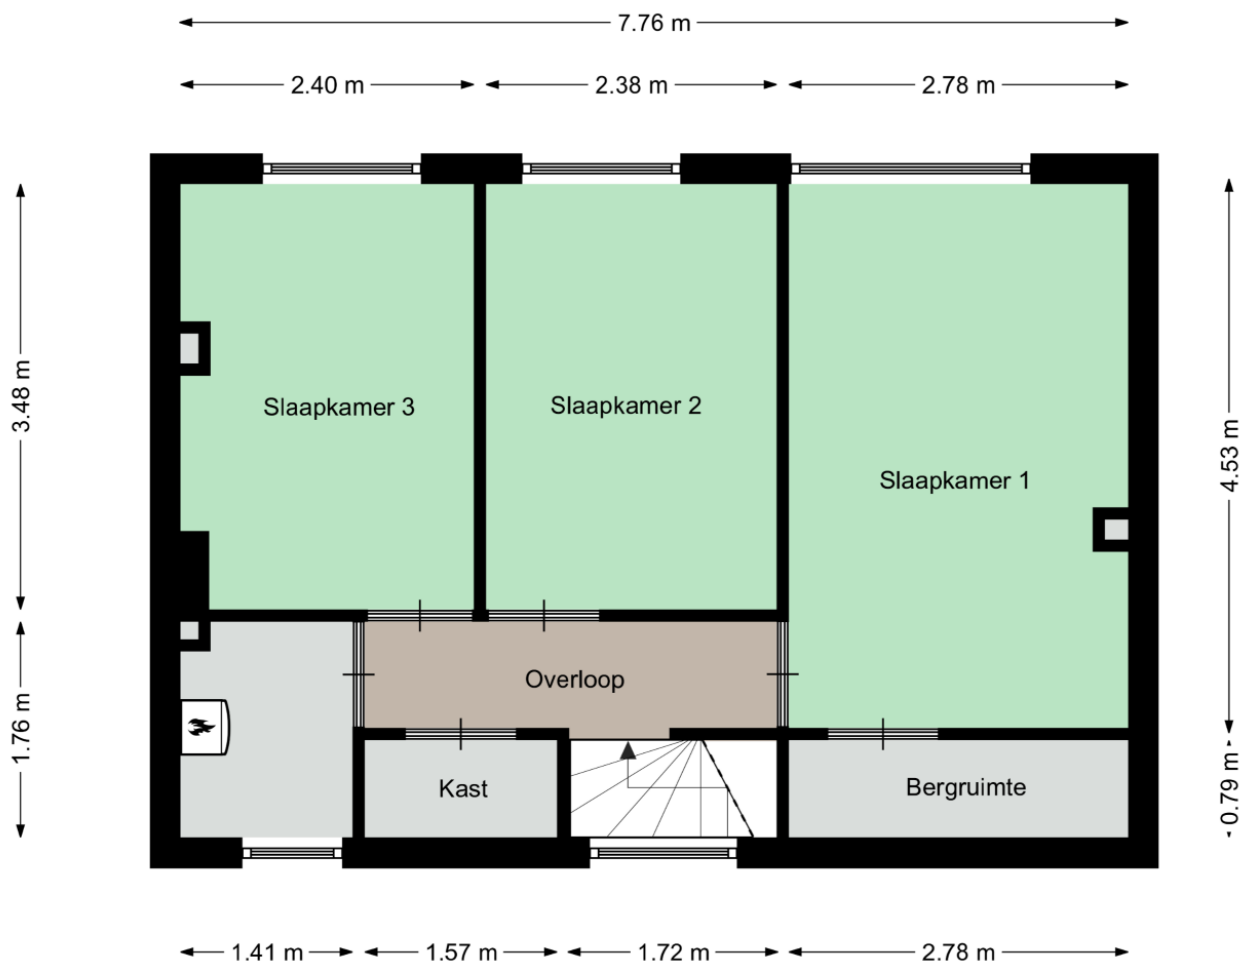 7.76 m
2.40 m
2.38 m
2.78 m
3.48 m
4.53 m
Slaapkamer 3
Slaapkamer 2
Slaapkamer 1
Overloop
1.76 m
0.79 m
Kast
Bergruimte
1.41 m
1.57 m
1.72 m
2.78 m